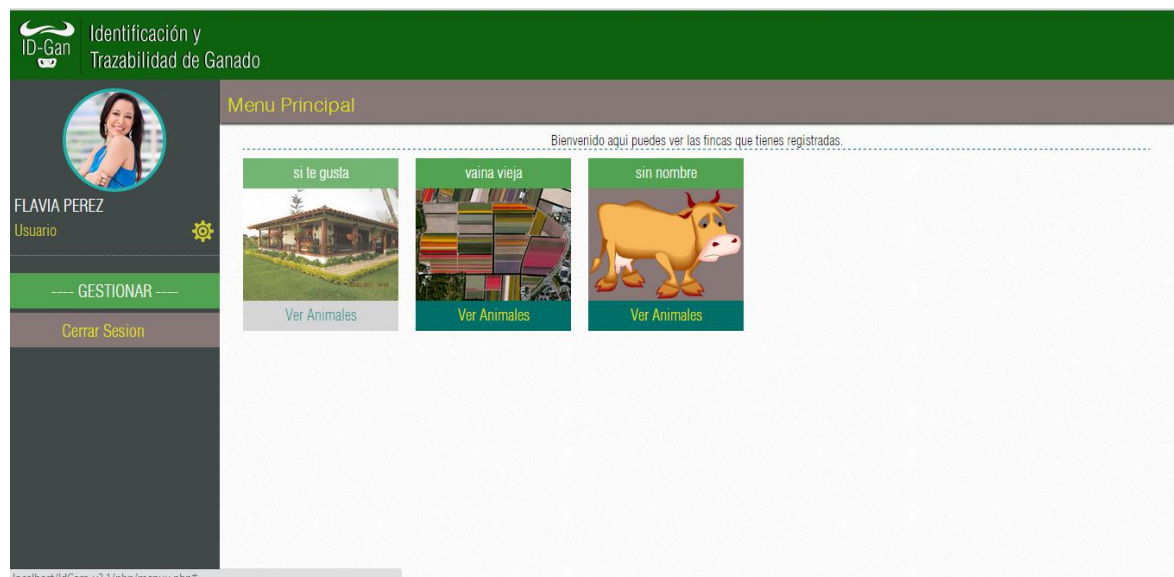 ID-Gan
Identificación y
Trazabilidad de Ganado
FLAVIA PEREZ
Usuario
---- GESTIONAR ----
Cerrar Sesion
Menu Principal
Bienvenido aqui puedes ver las fincas que tienes registradas.
si te gusta
vaina vieja
sin nombre
Ver Animales
Ver Animales
Ver Animales